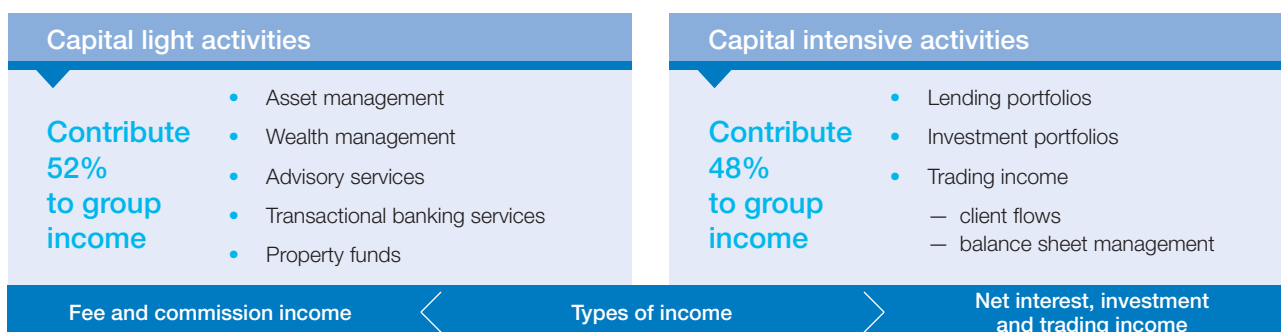 Capital light activities
Contribute
52%
to group
income
• Asset management
• Wealth management
• Advisory services
• Transactional banking services
• Property funds
Capital intensive activities
Contribute
48%
to group
income
• Lending portfolios
• Investment portfolios
• Trading income
— client flows
— balance sheet management
Fee and commission income
Types of income
Net interest, investment
and trading income